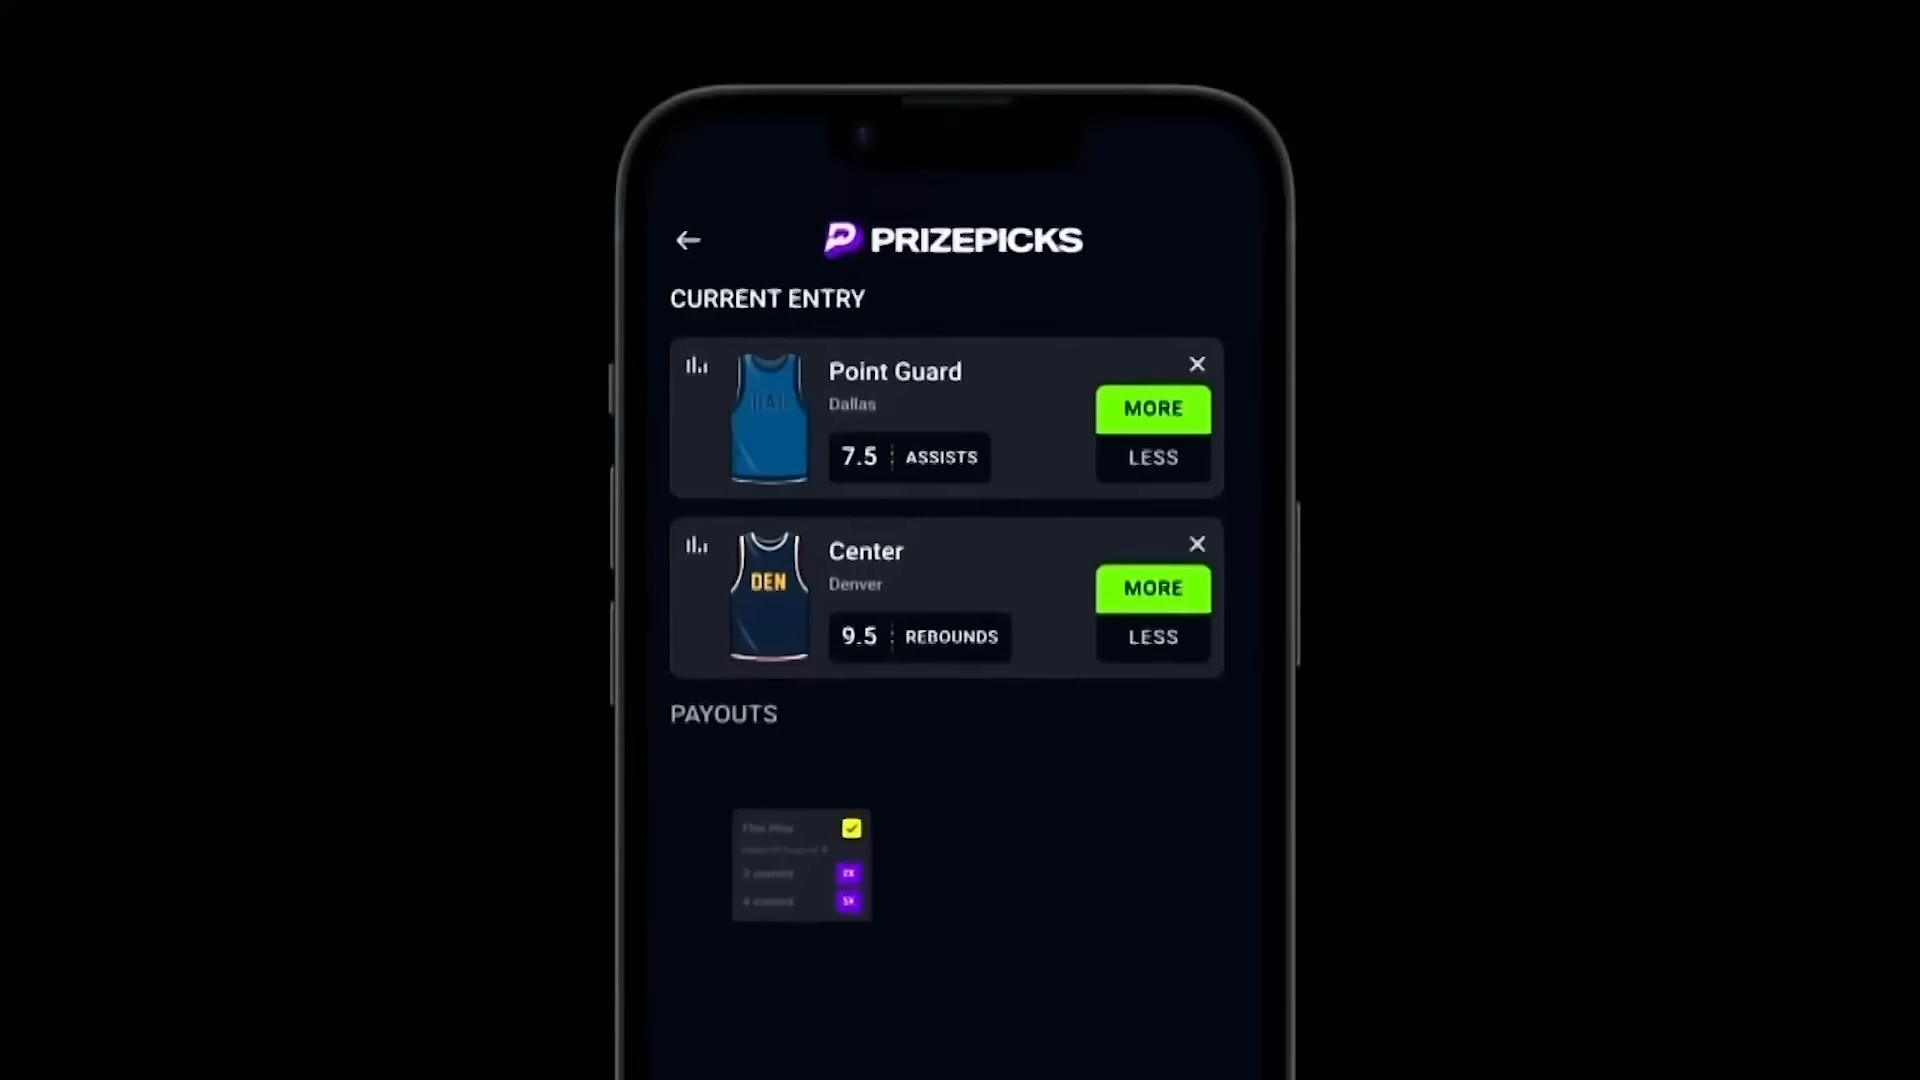 PRIZEPICKS
CURRENT ENTRY
Point Guard
Dallas
7.5 ASSISTS
MORE
LESS
DEN
Center
Denver
9.5 REBOUNDS
MORE
LESS
PAYOUTS